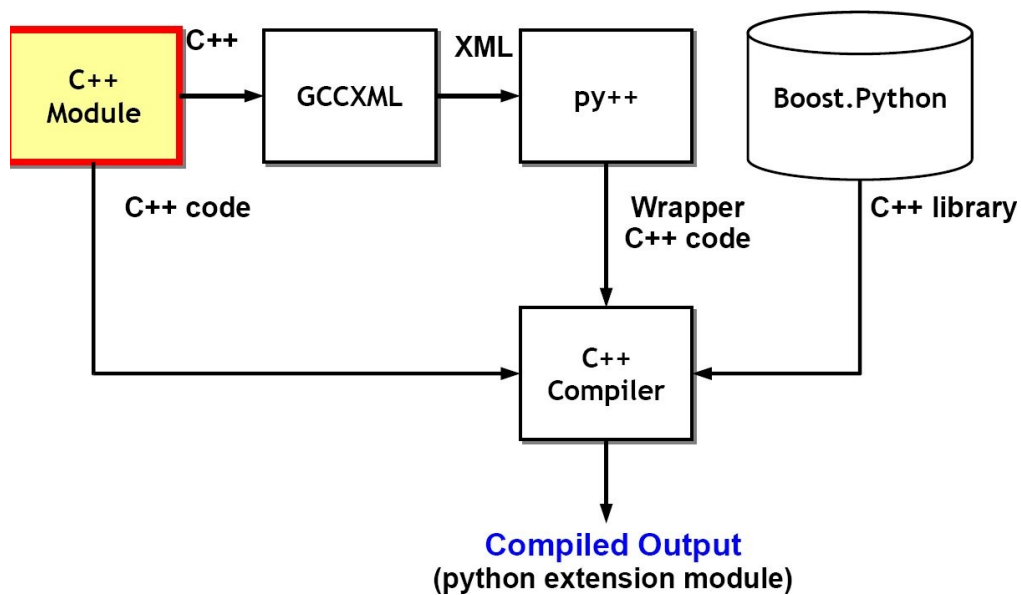 C++
XML
C++
Module
GCCXML
py++
Boost.Python
C++ code
Wrapper
C++ code
C++ library
C++
Compiler
Compiled Output
(python extension module)